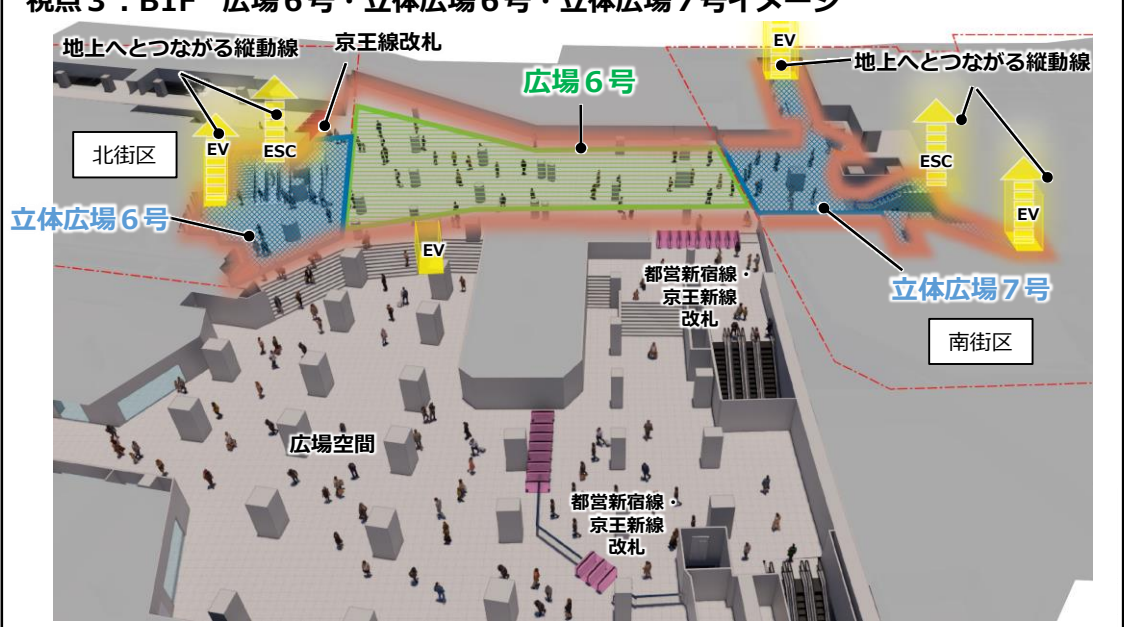 視点3:B1F 広場6号・立体広場6号・立体広場7号イメージ
地上へとつながる縦動線
京王線改札
EV
地上へとつながる縦動線
広場6号
北街区
EV
ESC
ESC
EV
立体広場6号
EV
都営新宿線・
京王新線
改札
立体広場7号
南街区
広場空間
都営新宿線・
京王新線
改札